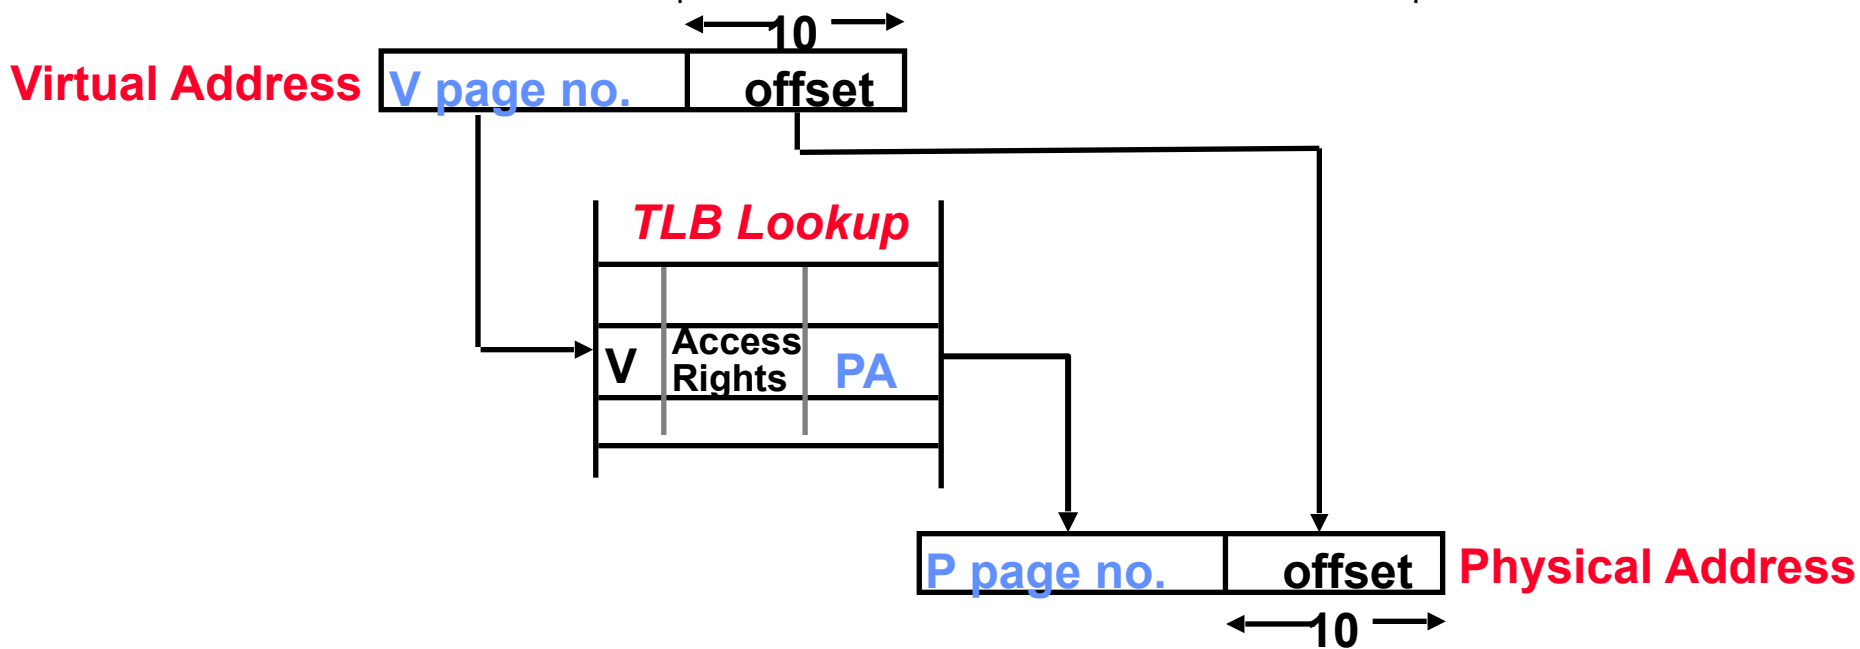 10
Virtual Address
V page no.
offset
TLB Lookup
V
Access
Rights
PA
P page no.
offset
Physical Address
10